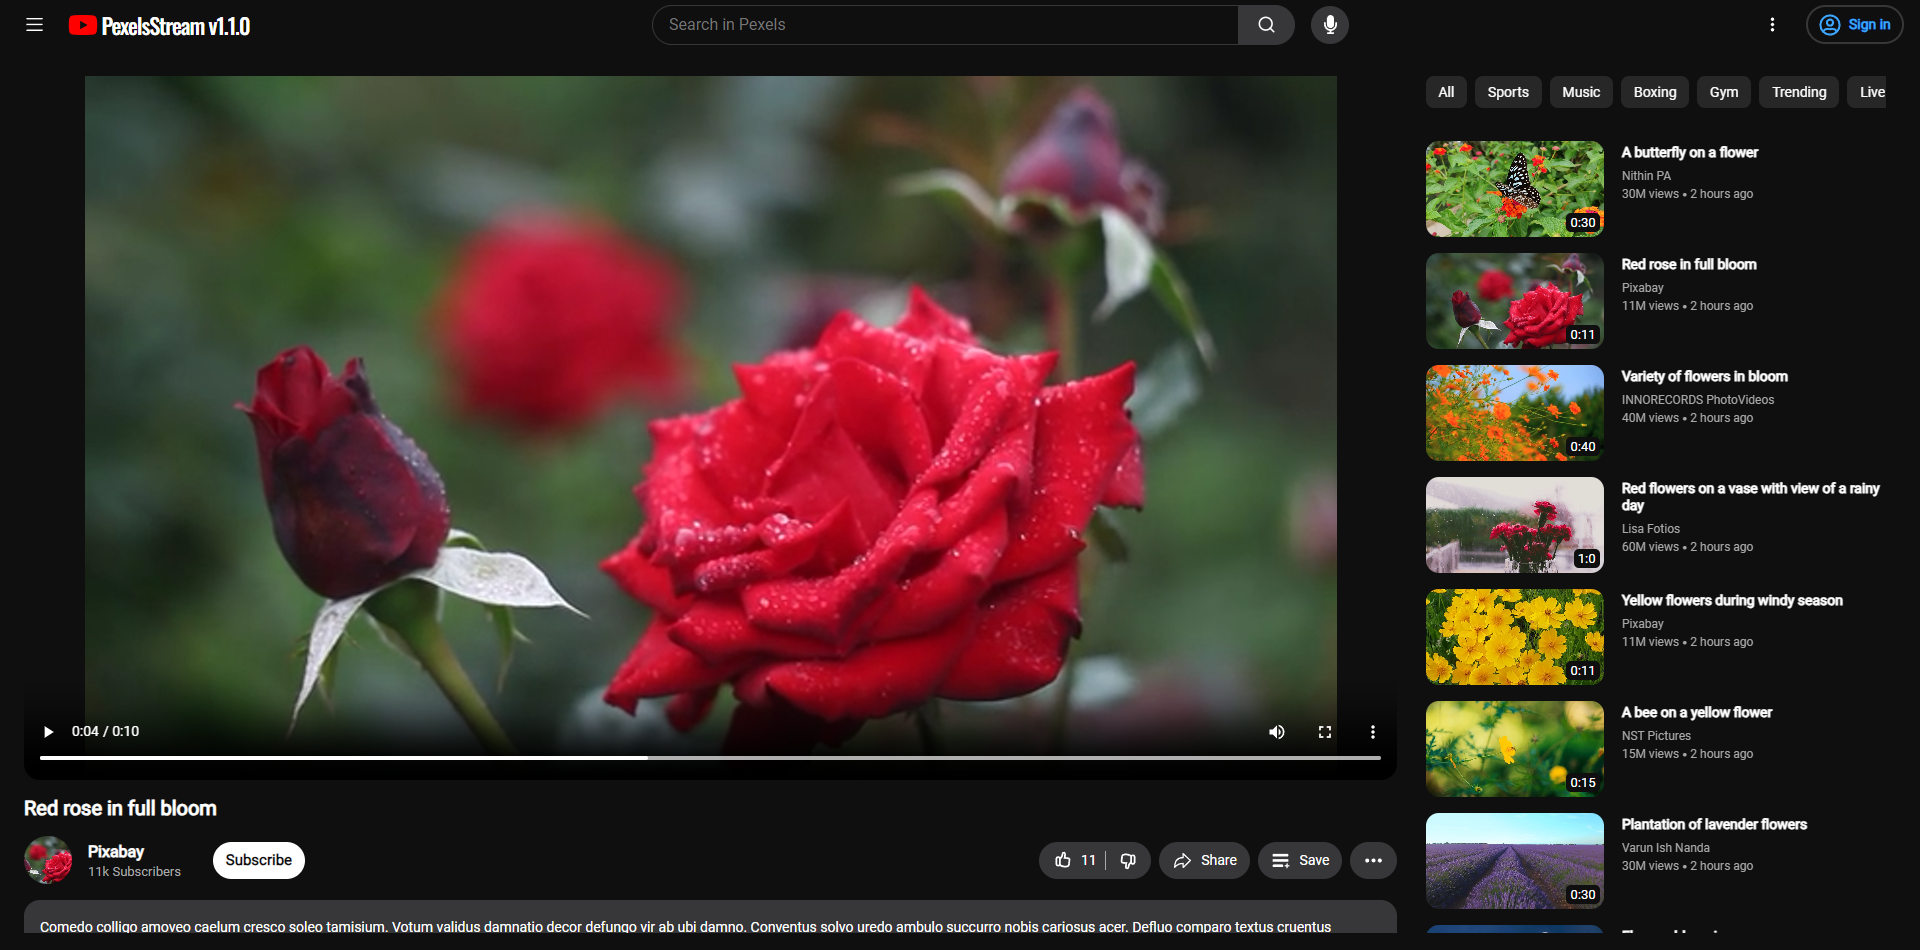 PexelsStream v1.1.0
Search in Pexels
Sign in
All
Sports
Music
Boxing
Gym
Trending
Live
0:04 / 0:10
Red rose in full bloom
Pixabay
11k Subscribers
Subscribe
11
Share
Save
Comedo colligo amoveo caelum cresco soleo tamisium. Votum validus damnatio decor defungo vir ab ubi damno. Conventus solvo uredo ambulo succurro nobis cariosus acer. Defluo comparo textus cruentus
0:30
A butterfly on a flower
Nithin PA
30M views • 2 hours ago
0:11
Red rose in full bloom
Pixabay
11M views • 2 hours ago
0:40
Variety of flowers in bloom
INNORECORDS PhotoVideos
40M views • 2 hours ago
1:0
Red flowers on a vase with view of a rainy
day
Lisa Fotios
60M views • 2 hours ago
0:11
Yellow flowers during windy season
Pixabay
11M views • 2 hours ago
0:15
A bee on a yellow flower
NST Pictures
15M views • 2 hours ago
0:30
Plantation of lavender flowers
Varun Ish Nanda
30M views • 2 hours ago